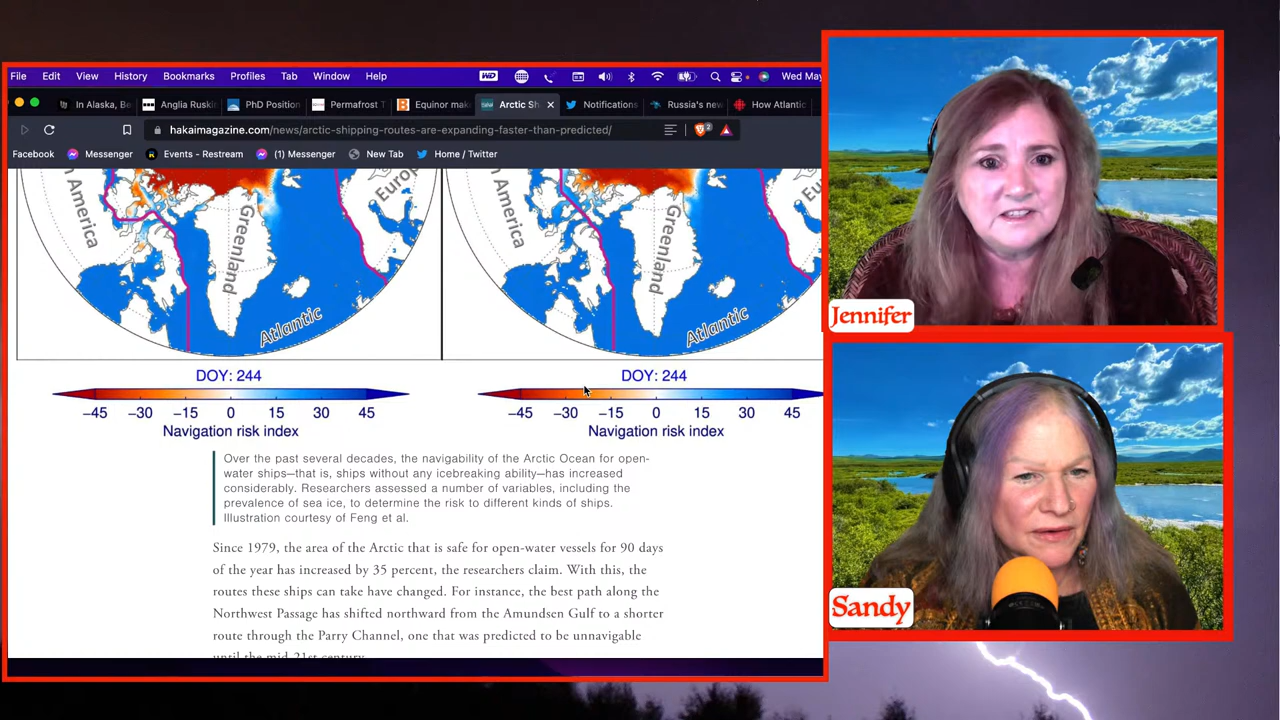 File Edit View History Bookmarks Profiles Tab Window Help
Wed May
In Alaska, Be
Anglia Ruski
PhD Position
Permafrost T
Equinor mak
Arctic Sh
Notifications
Russia's new
How Atlantic
hakaimagazine.com/news/arctic-shipping-routes-are-expanding-faster-than-predicted/
2
Facebook
Messenger
Events - Restream
(1) Messenger
New Tab
Home / Twitter
America
Greenland
Europ
Atlantic
America
Greenland
Europ
Atlantic
DOY: 244
−45 −30 −15 0 15 30 45
Navigation risk index
DOY: 244
−45 −30 −15 0 15 30 45
Navigation risk index
Over the past several decades, the navigability of the Arctic Ocean for open-
water ships—that is, ships without any icebreaking ability—has increased
considerably. Researchers assessed a number of variables, including the
prevalence of sea ice, to determine the risk to different kinds of ships.
Illustration courtesy of Feng et al.
Since 1979, the area of the Arctic that is safe for open-water vessels for 90 days
of the year has increased by 35 percent, the researchers claim. With this, the
routes these ships can take have changed. For instance, the best path along the
Northwest Passage has shifted northward from the Amundsen Gulf to a shorter
route through the Parry Channel, one that was predicted to be unnavigable
until the mid-21st century.
Jennifer
Sandy